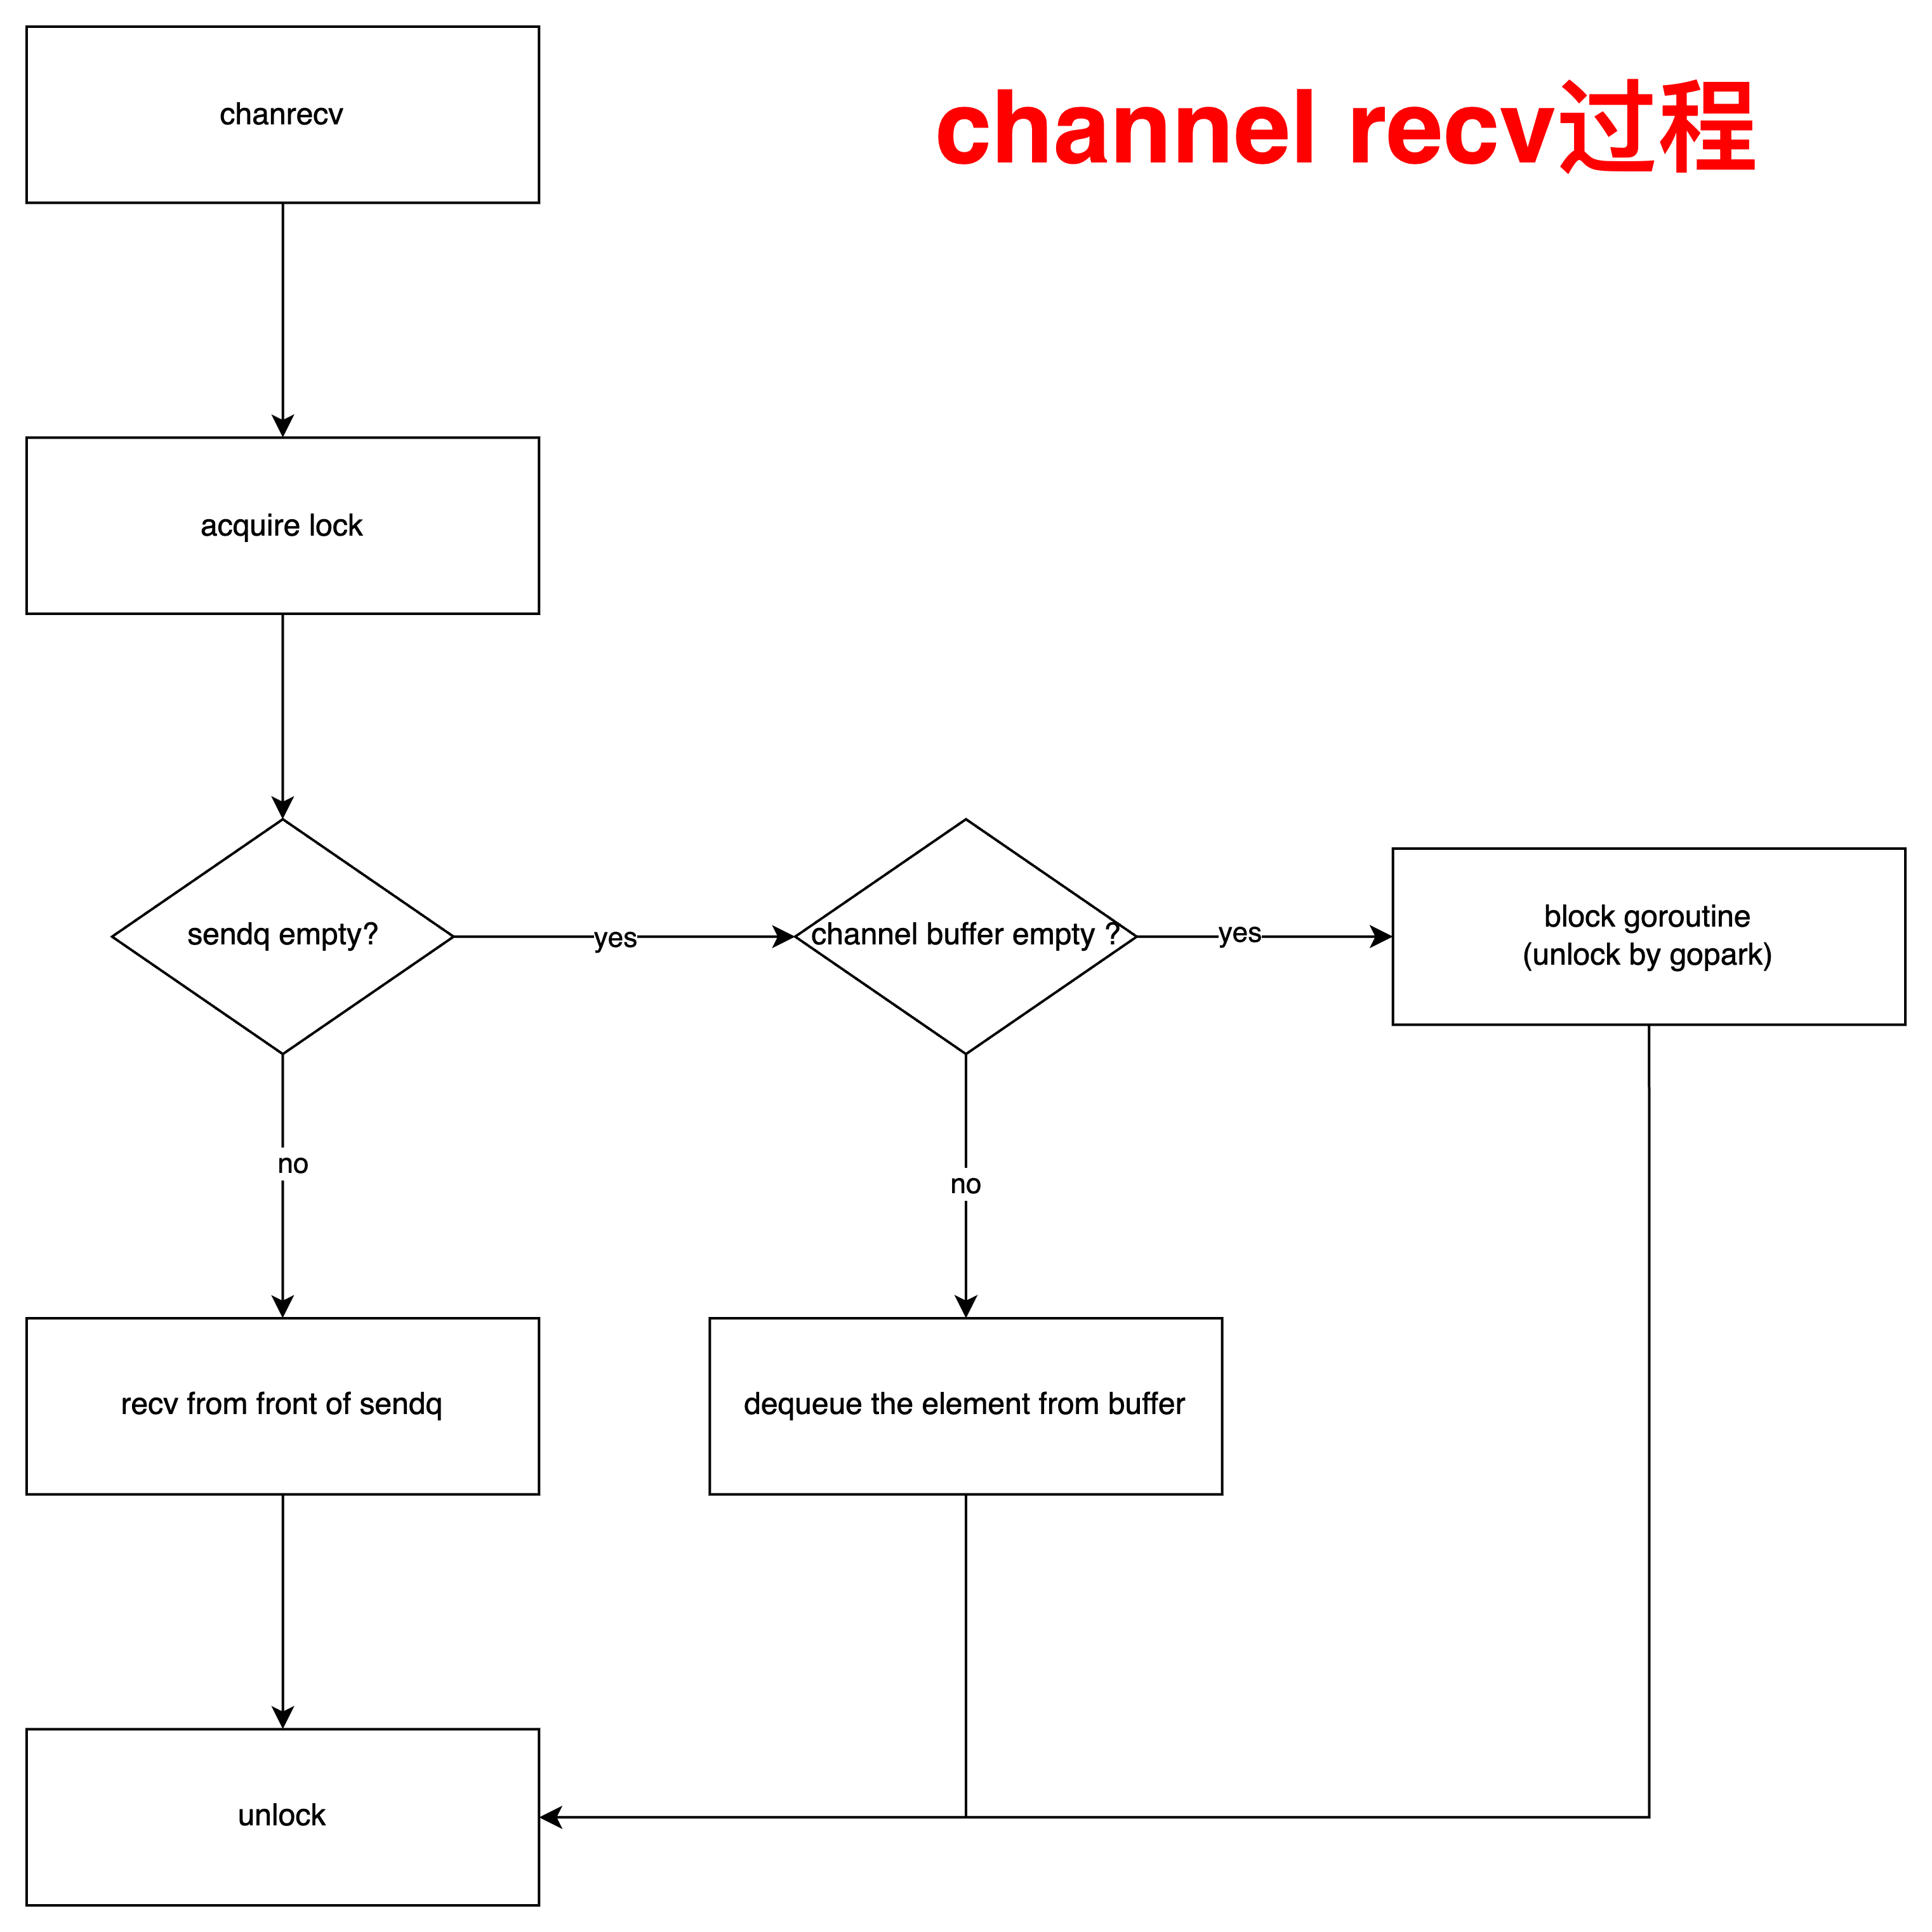 chanrecv
channel recv过程
acquire lock
sendq empty?
yes
channel buffer empty ?
yes
block goroutine
(unlock by gopark)
no
no
recv from front of sendq
dequeue the element from buffer
unlock